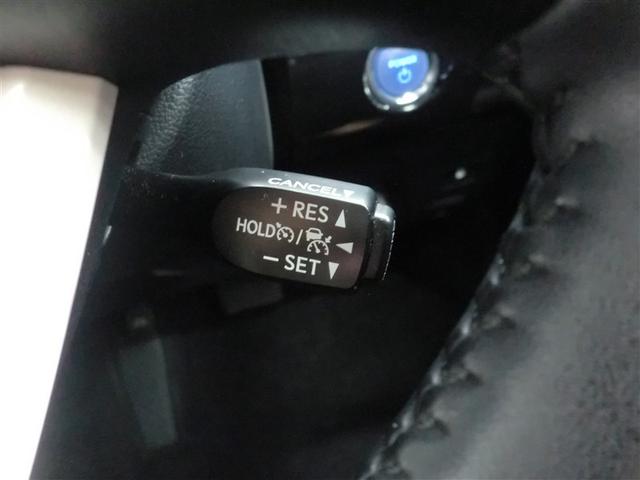 POWER
CANCEL▼
+ RES ▲
HOLD / ◀
− SET ▼